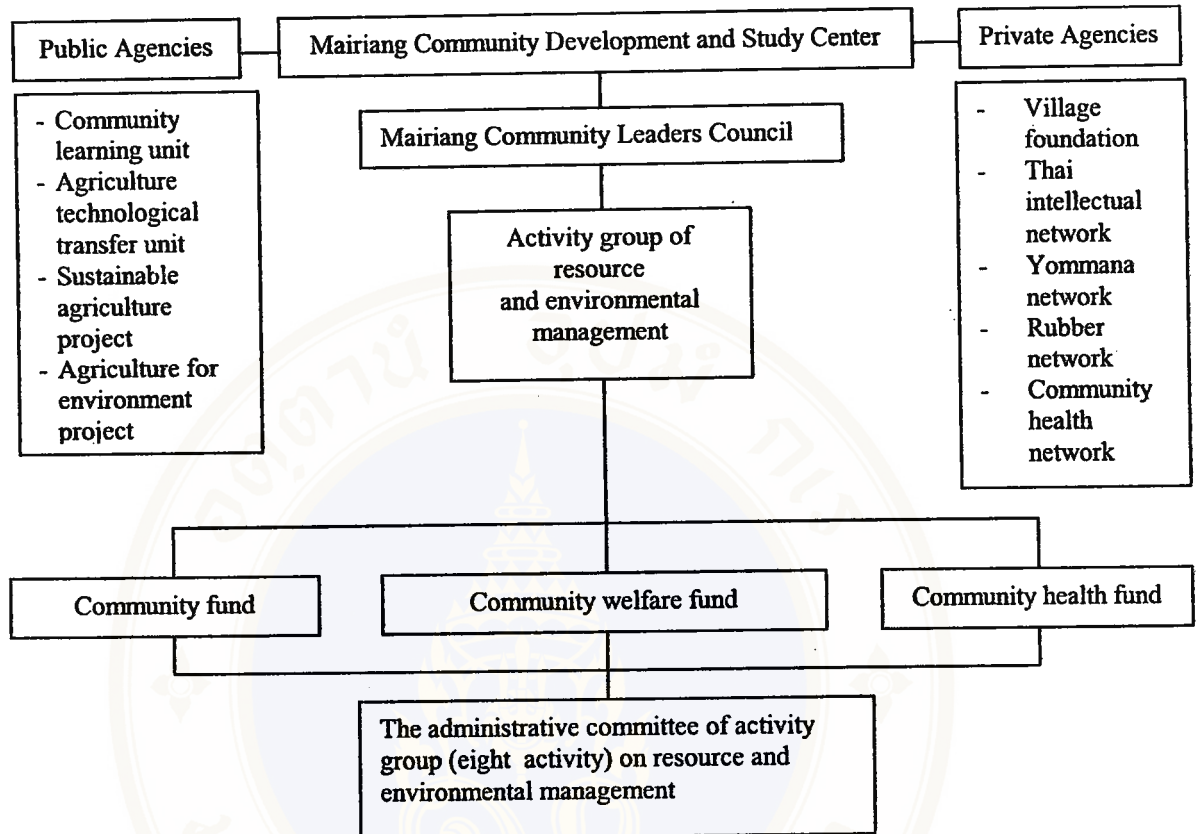 Public Agencies
Mairiang Community Development and Study Center
Private Agencies
- Community
learning unit
- Agriculture
technological
transfer unit
- Sustainable
agriculture
project
- Agriculture for
environment
project
Mairiang Community Leaders Council
Activity group of
resource
and environmental
management
- Village
foundation
- Thai
intellectual
network
- Yommana
network
- Rubber
network
- Community
health
network
Community fund
Community welfare fund
Community health fund
The administrative committee of activity
group (eight activity) on resource and
environmental management